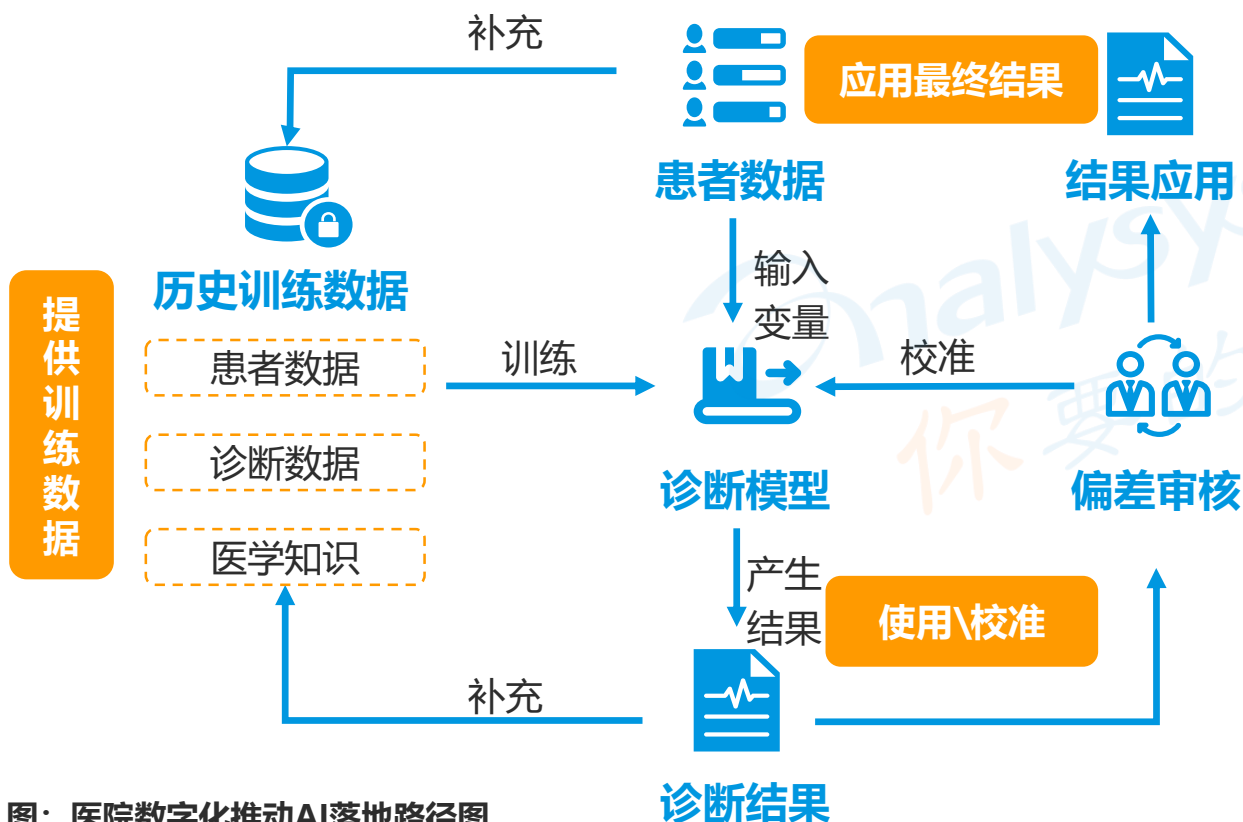 补充
应用最终结果
患者数据
结果应用
历史训练数据
提供训练数据
患者数据
诊断数据
医学知识
训练
输入
变量
校准
诊断模型
偏差审核
产生
结果
使用\校准
补充
诊断结果
图：医院数字化推动AI落地路径图
nalysy
你要的